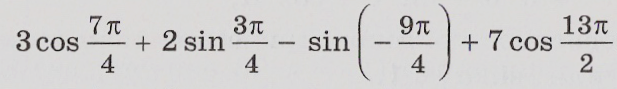 3 cos 7π/4 + 2 sin 3π/4 − sin(−9π/4) + 7 cos 13π/2